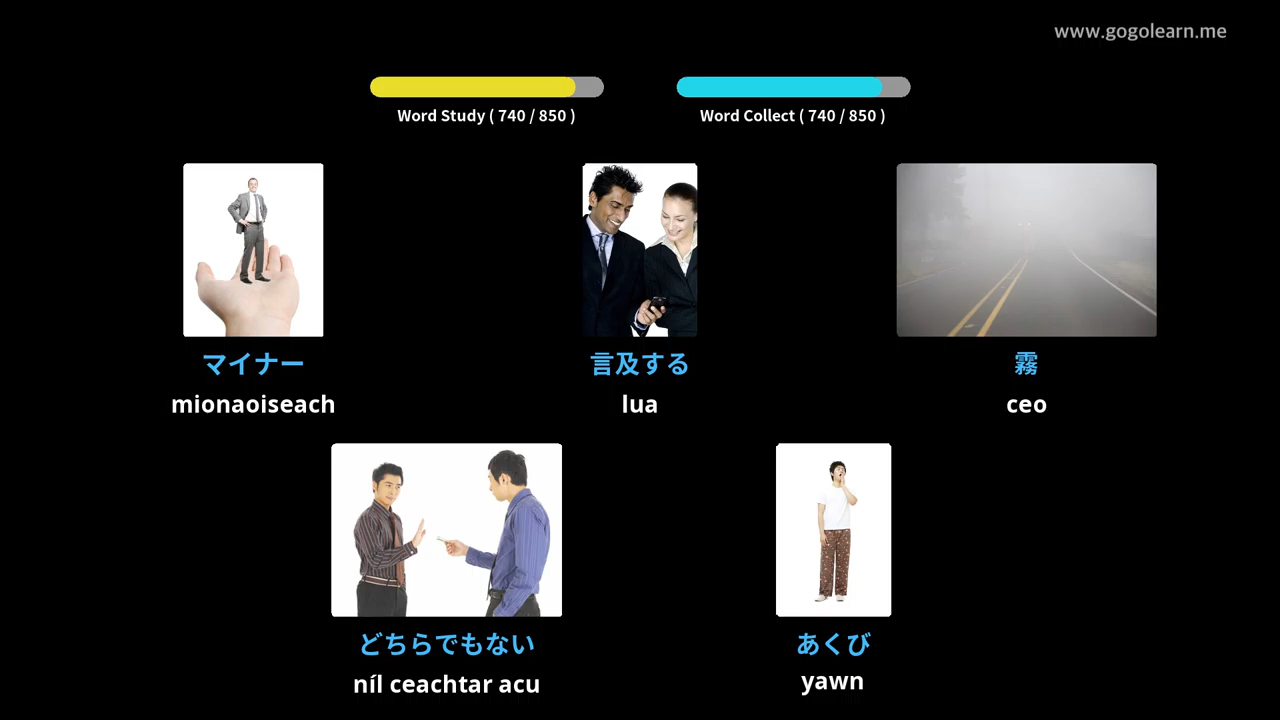 www.gogolearn.me
Word Study ( 740 / 850 )
Word Collect ( 740 / 850 )
マイナー
mionaoiseach
言及する
lua
霧
ceo
どちらでもない
níl ceachtar acu
あくび
yawn